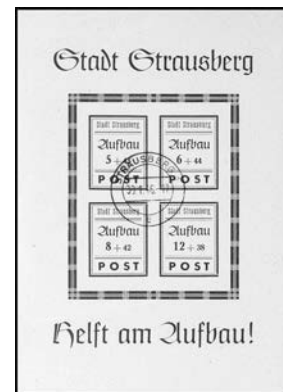 Stadt Strausberg
Stadt Strausberg
Aufbau
5 + 
POST
Stadt Strausberg
Aufbau
6 + 44
POST
STRAUSBERG
Stadt Strausberg
Aufbau
8 + 42
POST
Stadt Strausberg
Aufbau
12 + 38
POST
Helft am Aufbau!